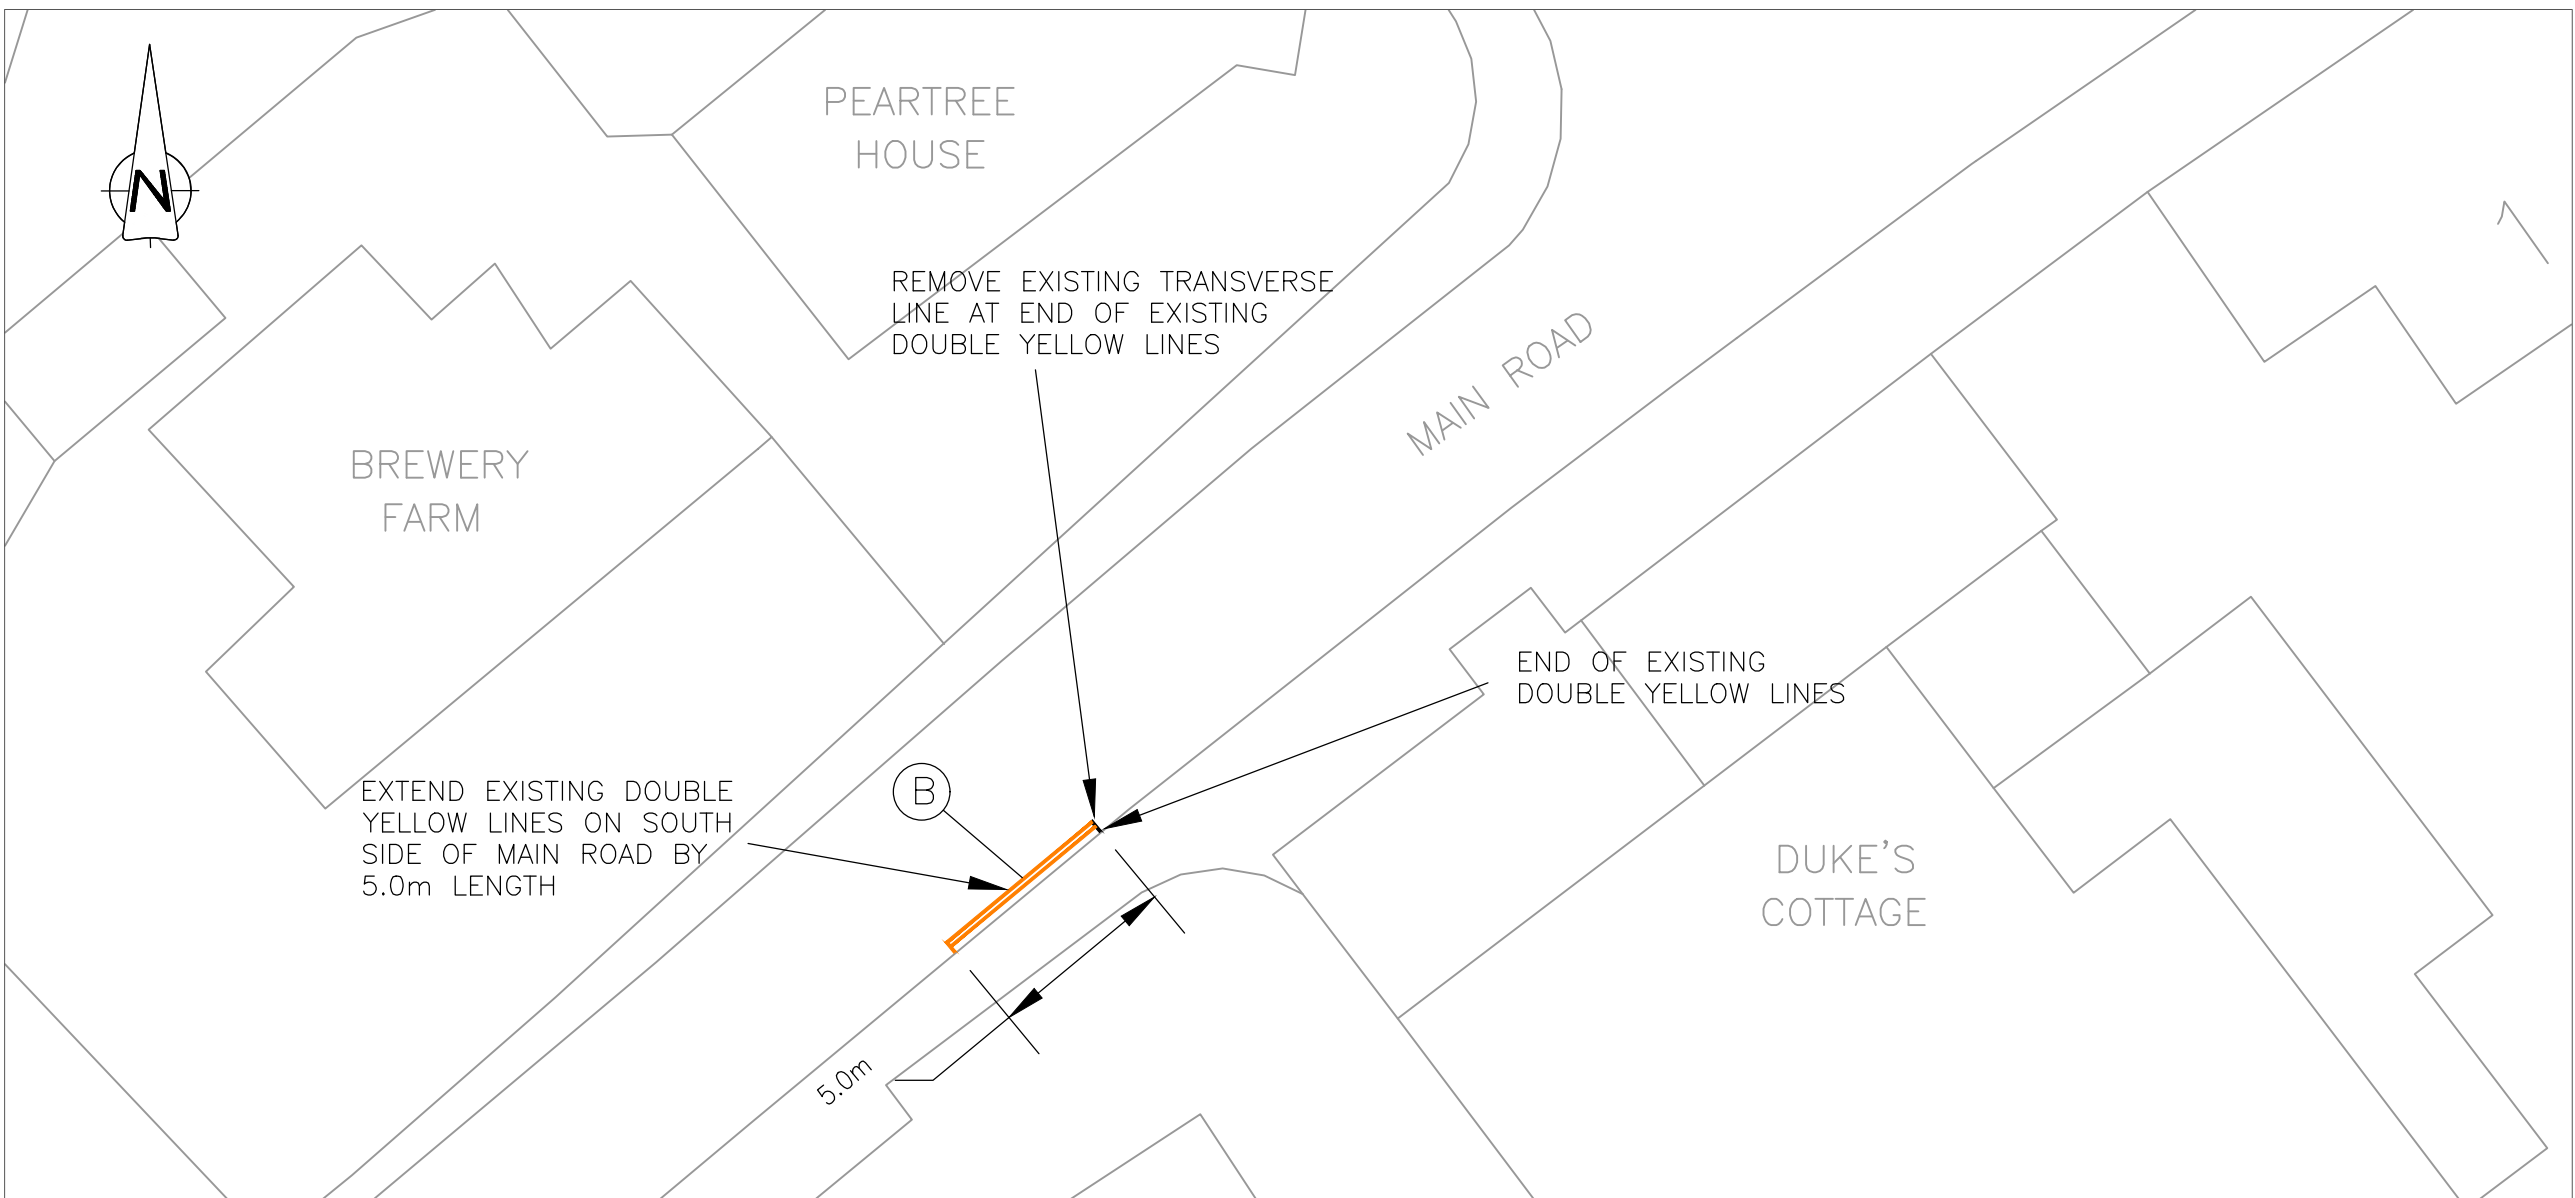 PEARTREE
HOUSE
N
1
REMOVE EXISTING TRANSVERSE
LINE AT END OF EXISTING
DOUBLE YELLOW LINES
MAIN ROAD
BREWERY
FARM
END OF EXISTING
DOUBLE YELLOW LINES
EXTEND EXISTING DOUBLE
YELLOW LINES ON SOUTH
SIDE OF MAIN ROAD BY
5.0m LENGTH
B
DUKE'S
COTTAGE
5.0m